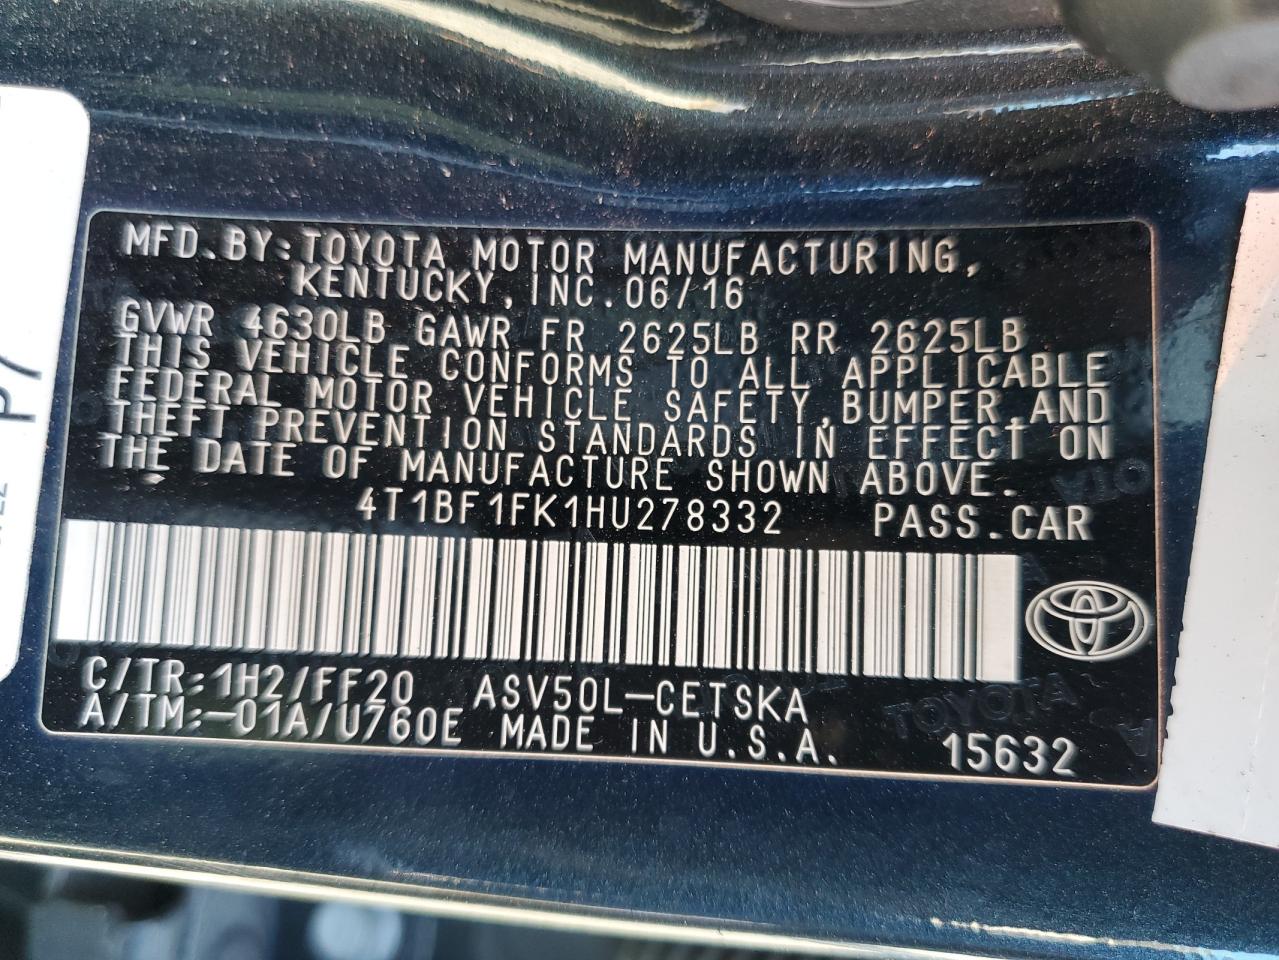 MFD.BY:TOYOTA MOTOR MANUFACTURING,
KENTUCKY,INC.06/16
GVWR 4630LB GAWR FR 2625LB RR 2625LB
THIS VEHICLE CONFORMS TO ALL APPLICABLE
FEDERAL MOTOR VEHICLE SAFETY,BUMPER,AND
THEFT PREVENTION STANDARDS IN EFFECT ON
THE DATE OF MANUFACTURE SHOWN ABOVE.
4T1BF1FK1HU278332 PASS.CAR
C/TR:1H2/FF20 ASV50L-CETSKA
A/TM:-01A/U760E MADE IN U.S.A. 15632
TOYOTA